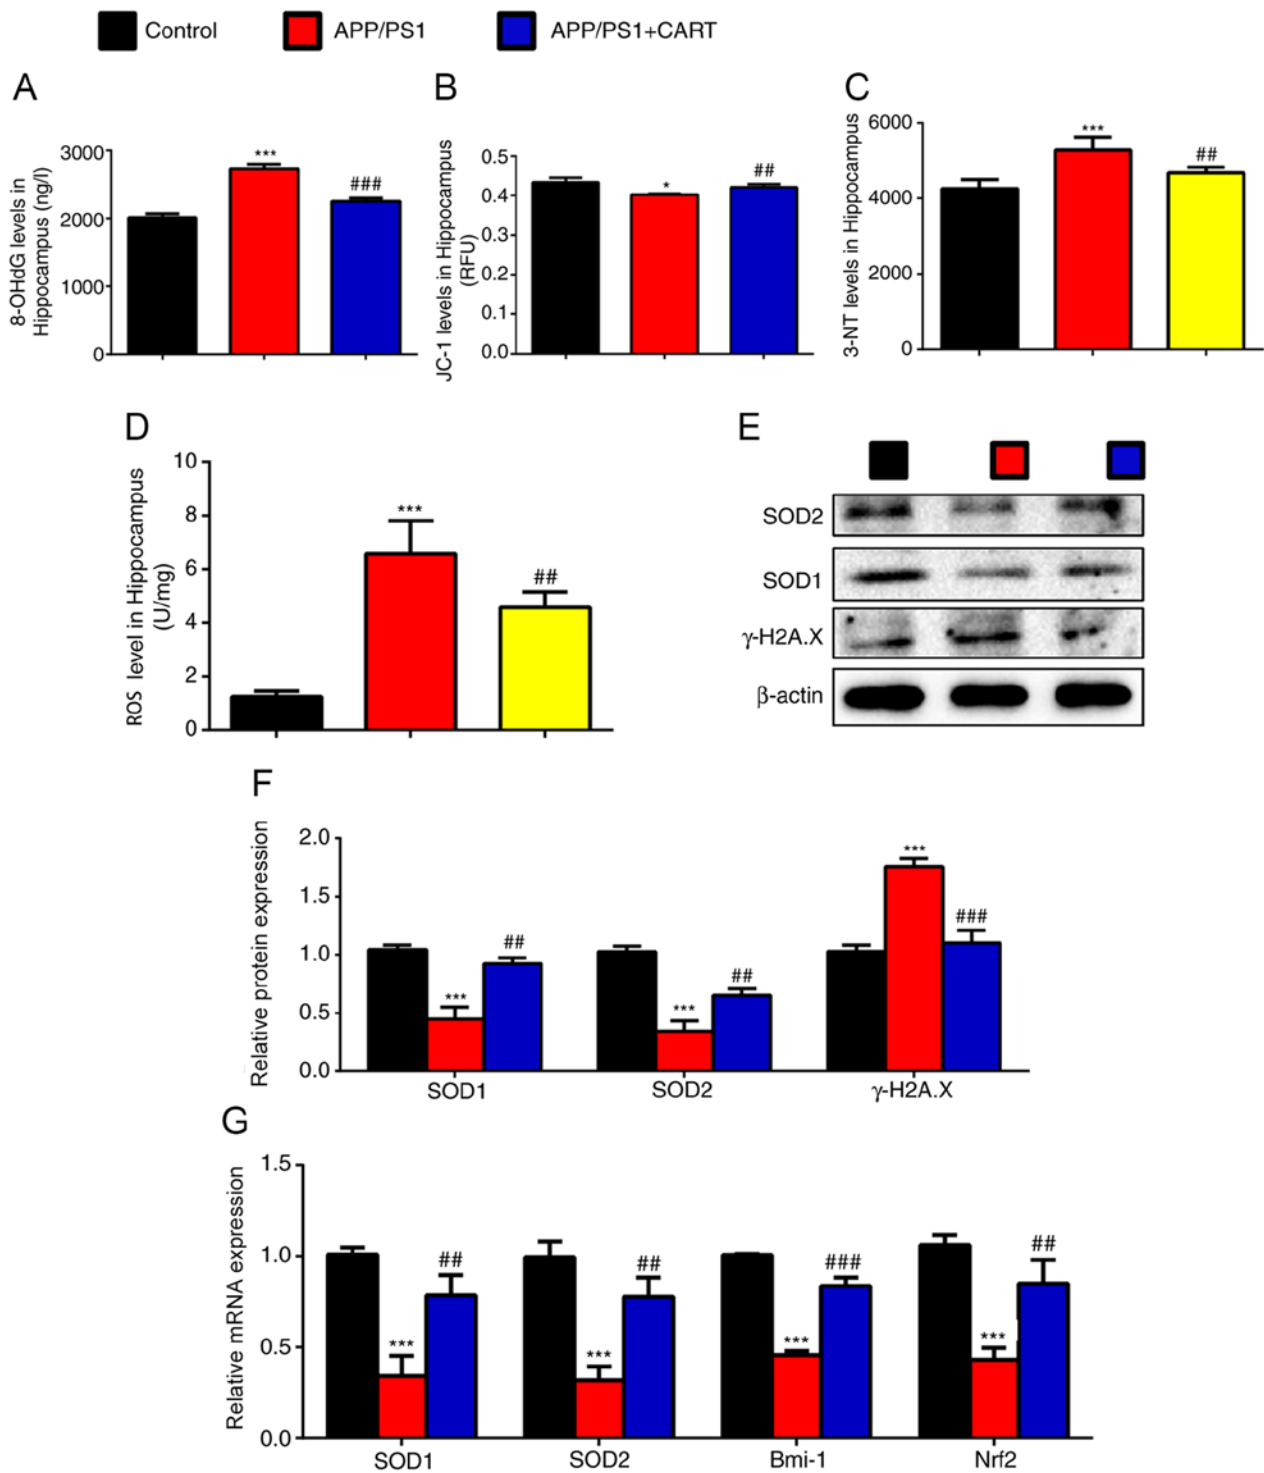 Control
APP/PS1
APP/PS1+CART
A
8-OHdG levels in
Hippocampus (ng/l)
3000
2000
1000
0
***
###
B
JC-1 levels in Hippocampus
(RFU)
0.5
0.4
0.3
0.2
0.1
0.0
*
##
C
3-NT levels in Hippocampus
6000
4000
2000
0
***
##
D
ROS level in Hippocampus
(U/mg)
10
8
6
4
2
0
***
##
E
SOD2
SOD1
γ-H2A.X
β-actin
F
Relative protein expression
2.0
1.5
1.0
0.5
0.0
***
##
***
##
***
###
SOD1
SOD2
γ-H2A.X
G
Relative mRNA expression
1.5
1.0
0.5
0.0
***
##
***
##
***
###
***
##
SOD1
SOD2
Bmi-1
Nrf2